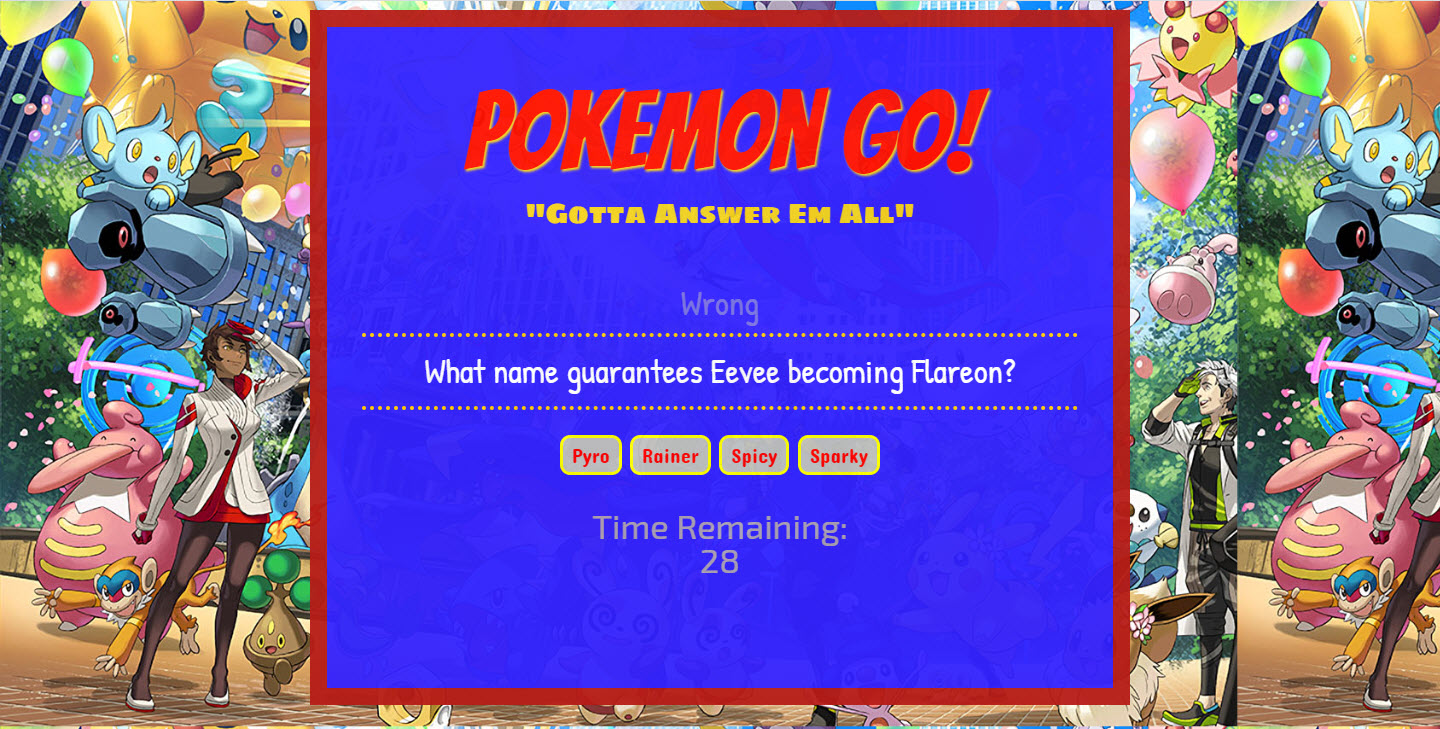 POKEMON GO!
"Gotta Answer Em All"
Wrong
What name guarantees Eevee becoming Flareon?
Pyro Rainer Spicy Sparky
Time Remaining:
28